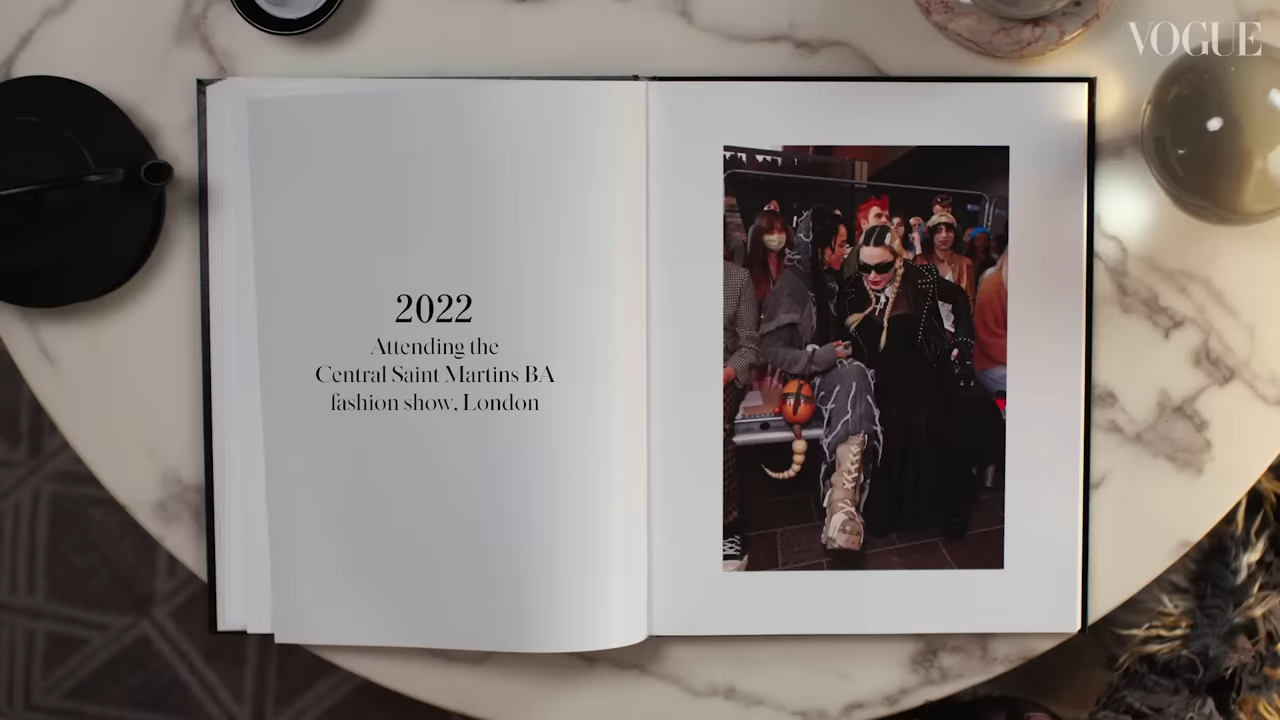 VOGUE
2022
Attending the
Central Saint Martins BA
fashion show, London